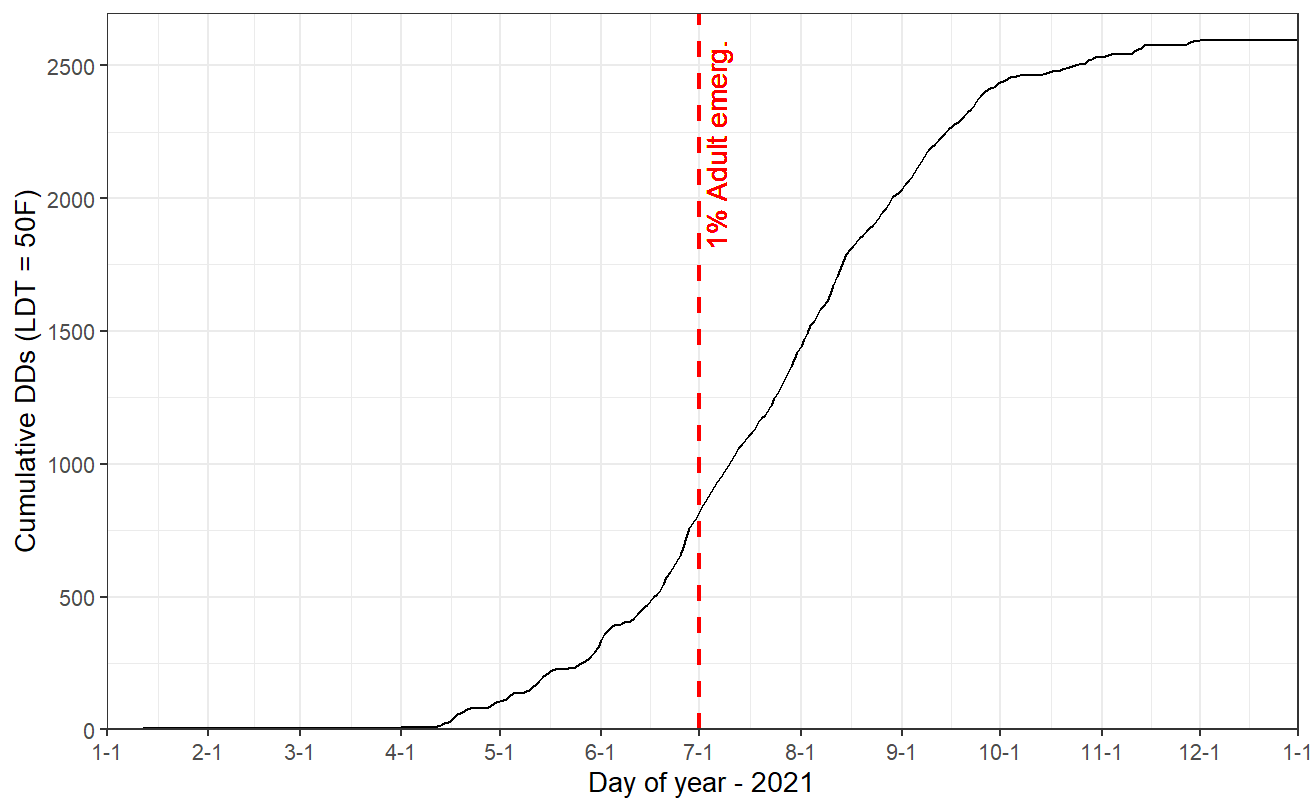 1% Adult emerg.
Cumulative DDs (LDT = 50F)
2500
2000
1500
1000
500
0
1-1 2-1 3-1 4-1 5-1 6-1 7-1 8-1 9-1 10-1 11-1 12-1 1-1
Day of year - 2021